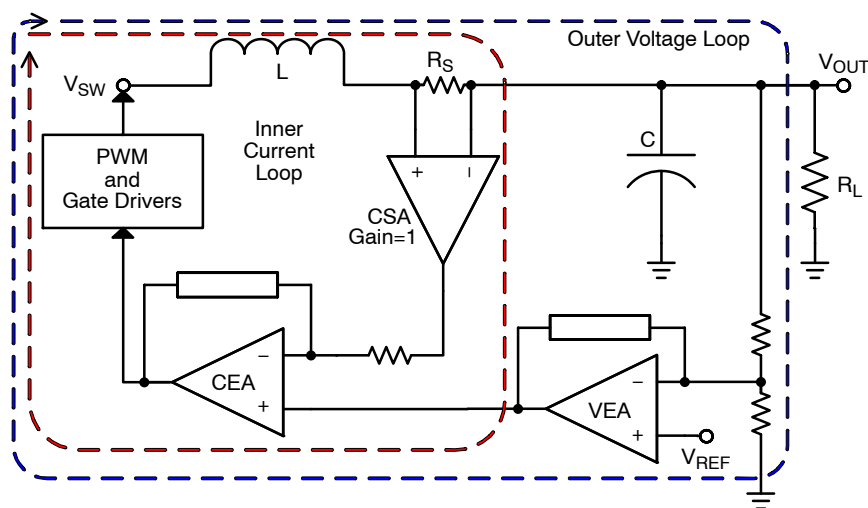 Outer Voltage Loop
VOUT
RS
L
VSW
Inner
Current
Loop
C
PWM
and
Gate Drivers
+
–
RL
CSA
Gain=1
–
CEA
+
–
VEA
+
VREF